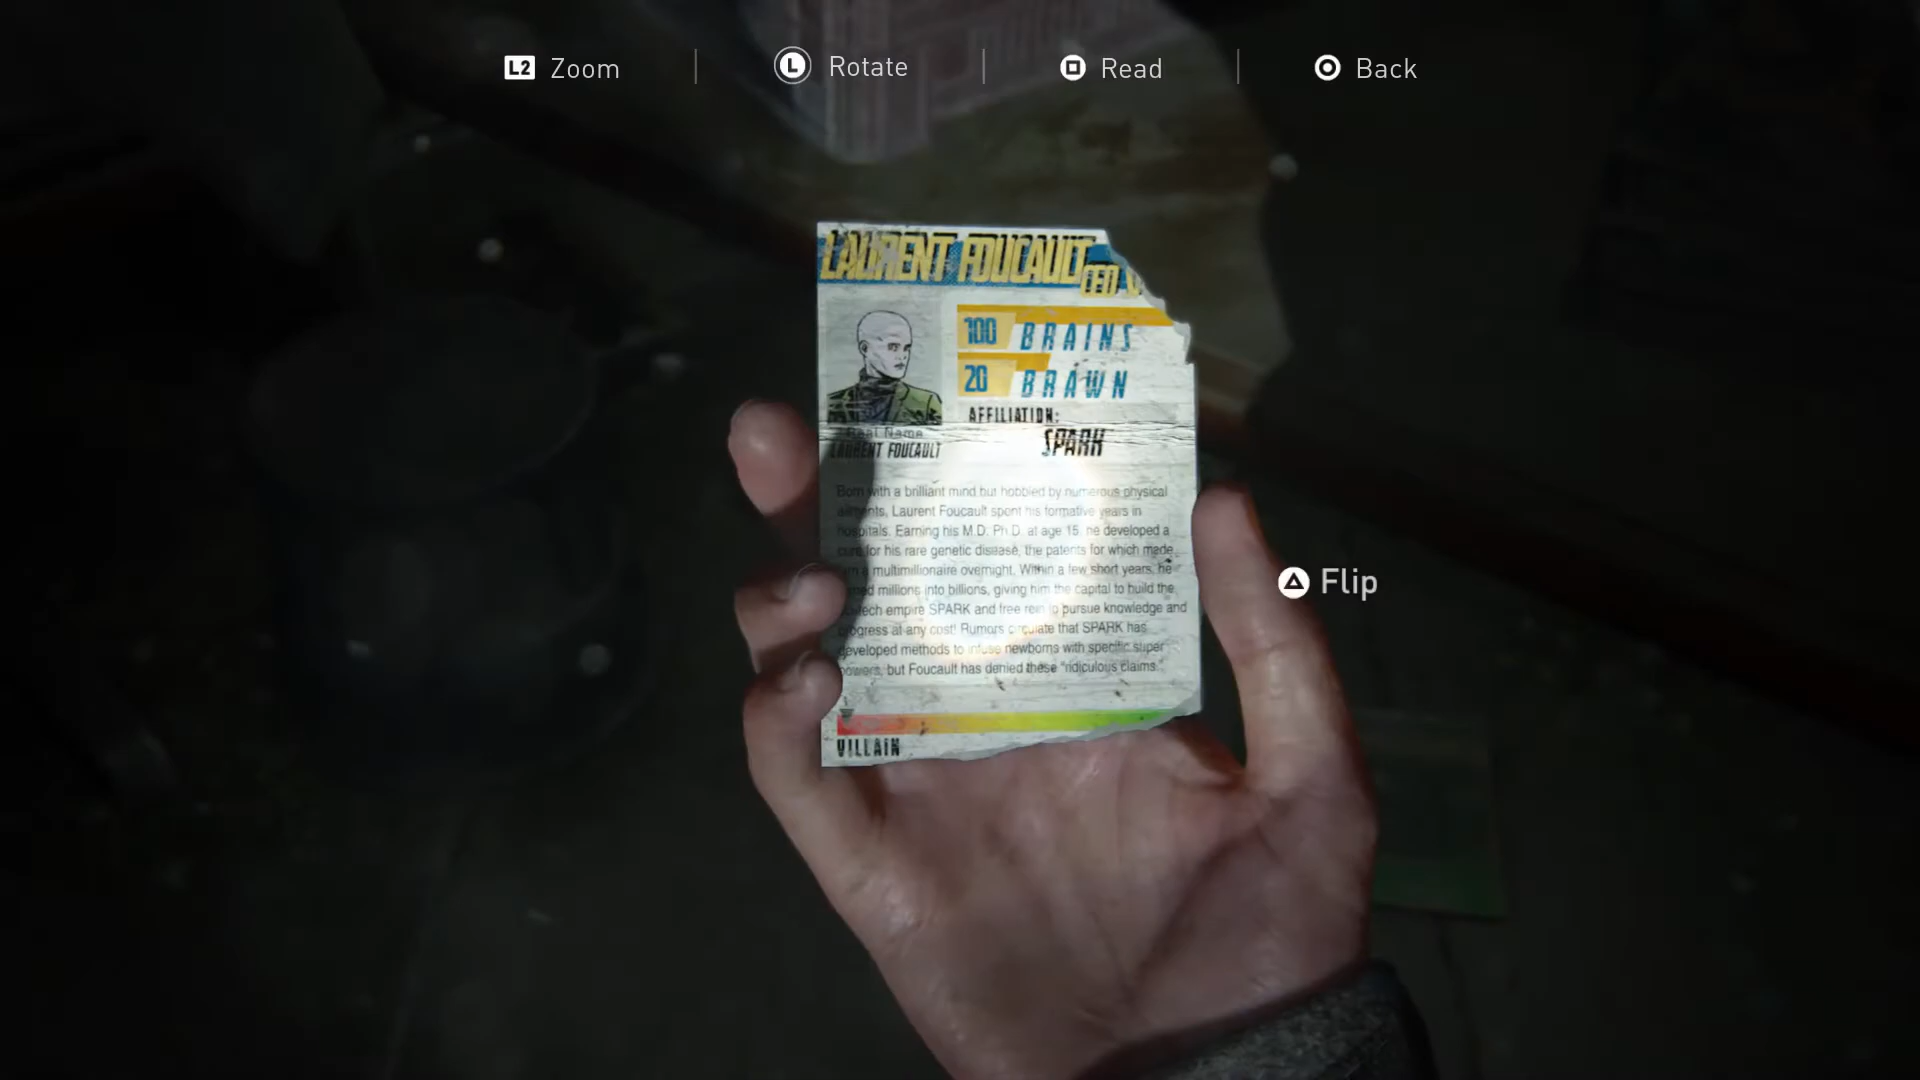 L2 Zoom
L Rotate
Read
Back
LAURENT FOUCAULT
CEO
100 BRAINS
20 BRAWN
AFFILIATION:
SPARK
Real Name
LAURENT FOUCAULT
Born with a brilliant mind but hobbled by numerous physical
ailments, Laurent Foucault spent his formative years in
hospitals. Earning his M.D. Ph.D. at age 15, he developed a
cure for his rare genetic disease, the patents for which made
a multimillionaire overnight. Within a few short years, he
millions into billions, giving him the capital to build the
empire SPARK and free rein to pursue knowledge and
progress at any cost! Rumors circulate that SPARK has
developed methods to infuse newborns with specific super
powers, but Foucault has denied these "ridiculous claims."
VILLAIN
Flip